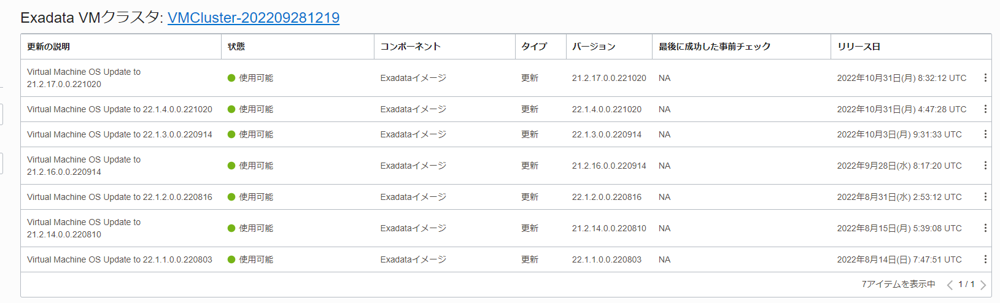 Exadata VMクラスタ: VMCluster-202209281219
更新の説明 状態 コンポーネント タイプ バージョン 最後に成功した事前チェック リリース日
Virtual Machine OS Update to
21.2.17.0.0.221020 使用可能 Exadataイメージ 更新 21.2.17.0.0.221020 NA 2022年10月31日(月) 8:32:12 UTC
Virtual Machine OS Update to 22.1.4.0.0.221020 使用可能 Exadataイメージ 更新 22.1.4.0.0.221020 NA 2022年10月31日(月) 4:47:28 UTC
Virtual Machine OS Update to 22.1.3.0.0.220914 使用可能 Exadataイメージ 更新 22.1.3.0.0.220914 NA 2022年10月3日(月) 9:31:33 UTC
Virtual Machine OS Update to
21.2.16.0.0.220914 使用可能 Exadataイメージ 更新 21.2.16.0.0.220914 NA 2022年9月28日(水) 8:17:20 UTC
Virtual Machine OS Update to 22.1.2.0.0.220816 使用可能 Exadataイメージ 更新 22.1.2.0.0.220816 NA 2022年8月31日(水) 2:53:12 UTC
Virtual Machine OS Update to
21.2.14.0.0.220810 使用可能 Exadataイメージ 更新 21.2.14.0.0.220810 NA 2022年8月15日(月) 5:39:08 UTC
Virtual Machine OS Update to 22.1.1.0.0.220803 使用可能 Exadataイメージ 更新 22.1.1.0.0.220803 NA 2022年8月14日(日) 7:47:51 UTC
7アイテムを表示中 1 / 1